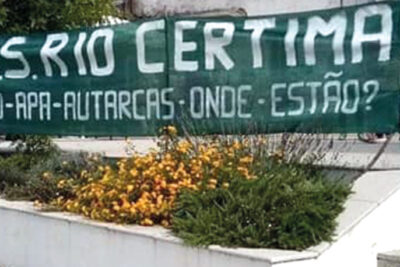 .S.RIO CERTIMA
-APA-AUTARCAS-ONDE-ESTÃO?